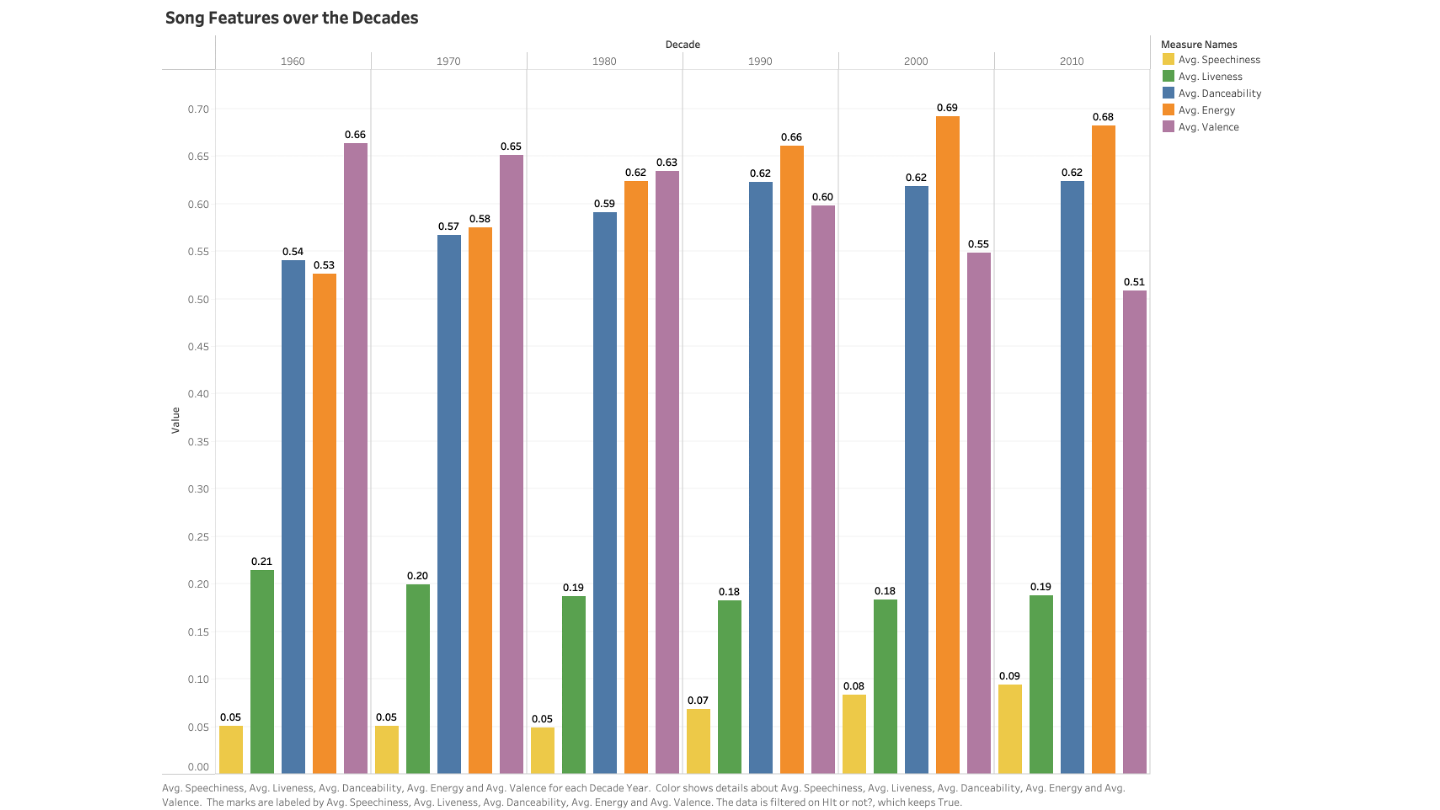 Song Features over the Decades
Decade
1960 1970 1980 1990 2000 2010
Measure Names
Avg. Speechiness
Avg. Liveness
Avg. Danceability
Avg. Energy
Avg. Valence
Value
0.70
0.65
0.60
0.55
0.50
0.45
0.40
0.35
0.30
0.25
0.20
0.15
0.10
0.05
0.00
0.05 0.21 0.54 0.53 0.66
0.05 0.20 0.57 0.58 0.65
0.05 0.19 0.59 0.62 0.63
0.07 0.18 0.62 0.66 0.60
0.08 0.18 0.62 0.69 0.55
0.09 0.19 0.62 0.68 0.51
Avg. Speechiness, Avg. Liveness, Avg. Danceability, Avg. Energy and Avg. Valence for each Decade Year. Color shows details about Avg. Speechiness, Avg. Liveness, Avg. Danceability, Avg. Energy and Avg.
Valence. The marks are labeled by Avg. Speechiness, Avg. Liveness, Avg. Danceability, Avg. Energy and Avg. Valence. The data is filtered on HIt or not?, which keeps True.